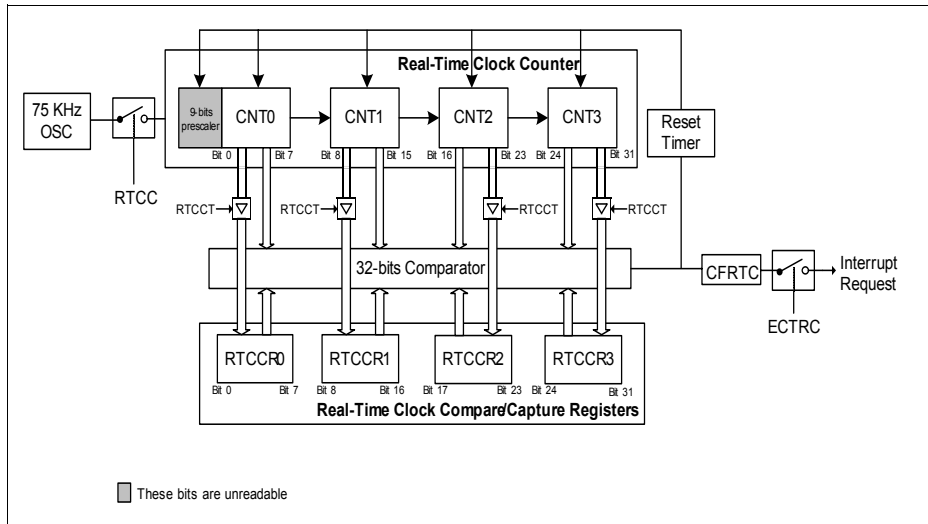 Real-Time Clock Counter
75 KHz
OSC
9-bits
prescaler
CNT0
CNT1
CNT2
CNT3
Reset
Timer
Bit 0
Bit 7
Bit 8
Bit 15
Bit 16
Bit 23
Bit 24
Bit 31
RTCC
RTCCT
RTCCT
RTCCT
RTCCT
32-bits Comparator
CFRTC
Interrupt
Request
ECTRC
RTCCR0
RTCCR1
RTCCR2
RTCCR3
Bit 0
Bit 7
Bit 8
Bit 16
Bit 17
Bit 23
Bit 24
Bit 31
Real-Time Clock Compare/Capture Registers
These bits are unreadable